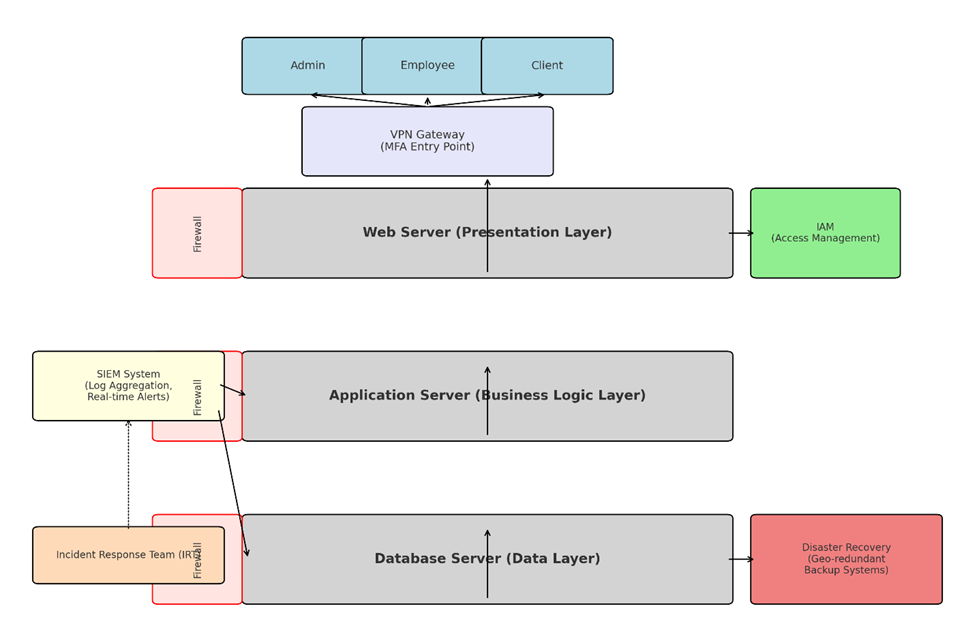 Admin
Employee
Client
VPN Gateway
(MFA Entry Point)
Firewall
Web Server (Presentation Layer)
IAM
(Access Management)
SIEM System
(Log Aggregation,
Real-time Alerts)
Firewall
Application Server (Business Logic Layer)
Incident Response Team (IRT)
Firewall
Database Server (Data Layer)
Disaster Recovery
(Geo-redundant
Backup Systems)